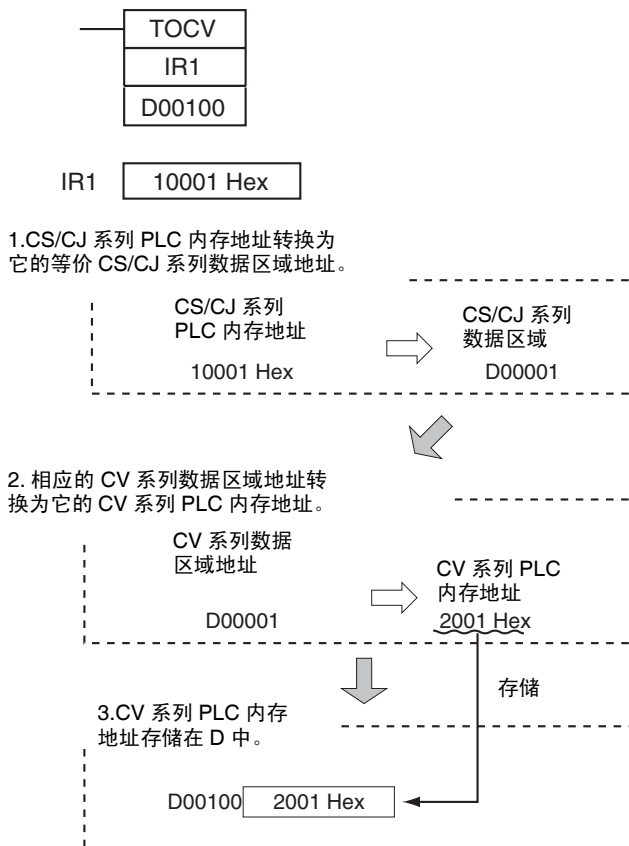 TOCV
IR1
D00100
IR1 10001 Hex
1.CS/CJ 系列 PLC 内存地址转换为
它的等价 CS/CJ 系列数据区域地址。
CS/CJ 系列
PLC 内存地址
10001 Hex
CS/CJ 系列
数据区域
D00001
2. 相应的 CV 系列数据区域地址转
换为它的 CV 系列 PLC 内存地址。
CV 系列数据
区域地址
D00001
CV 系列 PLC
内存地址
2001 Hex
存储
3.CV 系列 PLC 内存
地址存储在 D 中。
D00100 2001 Hex